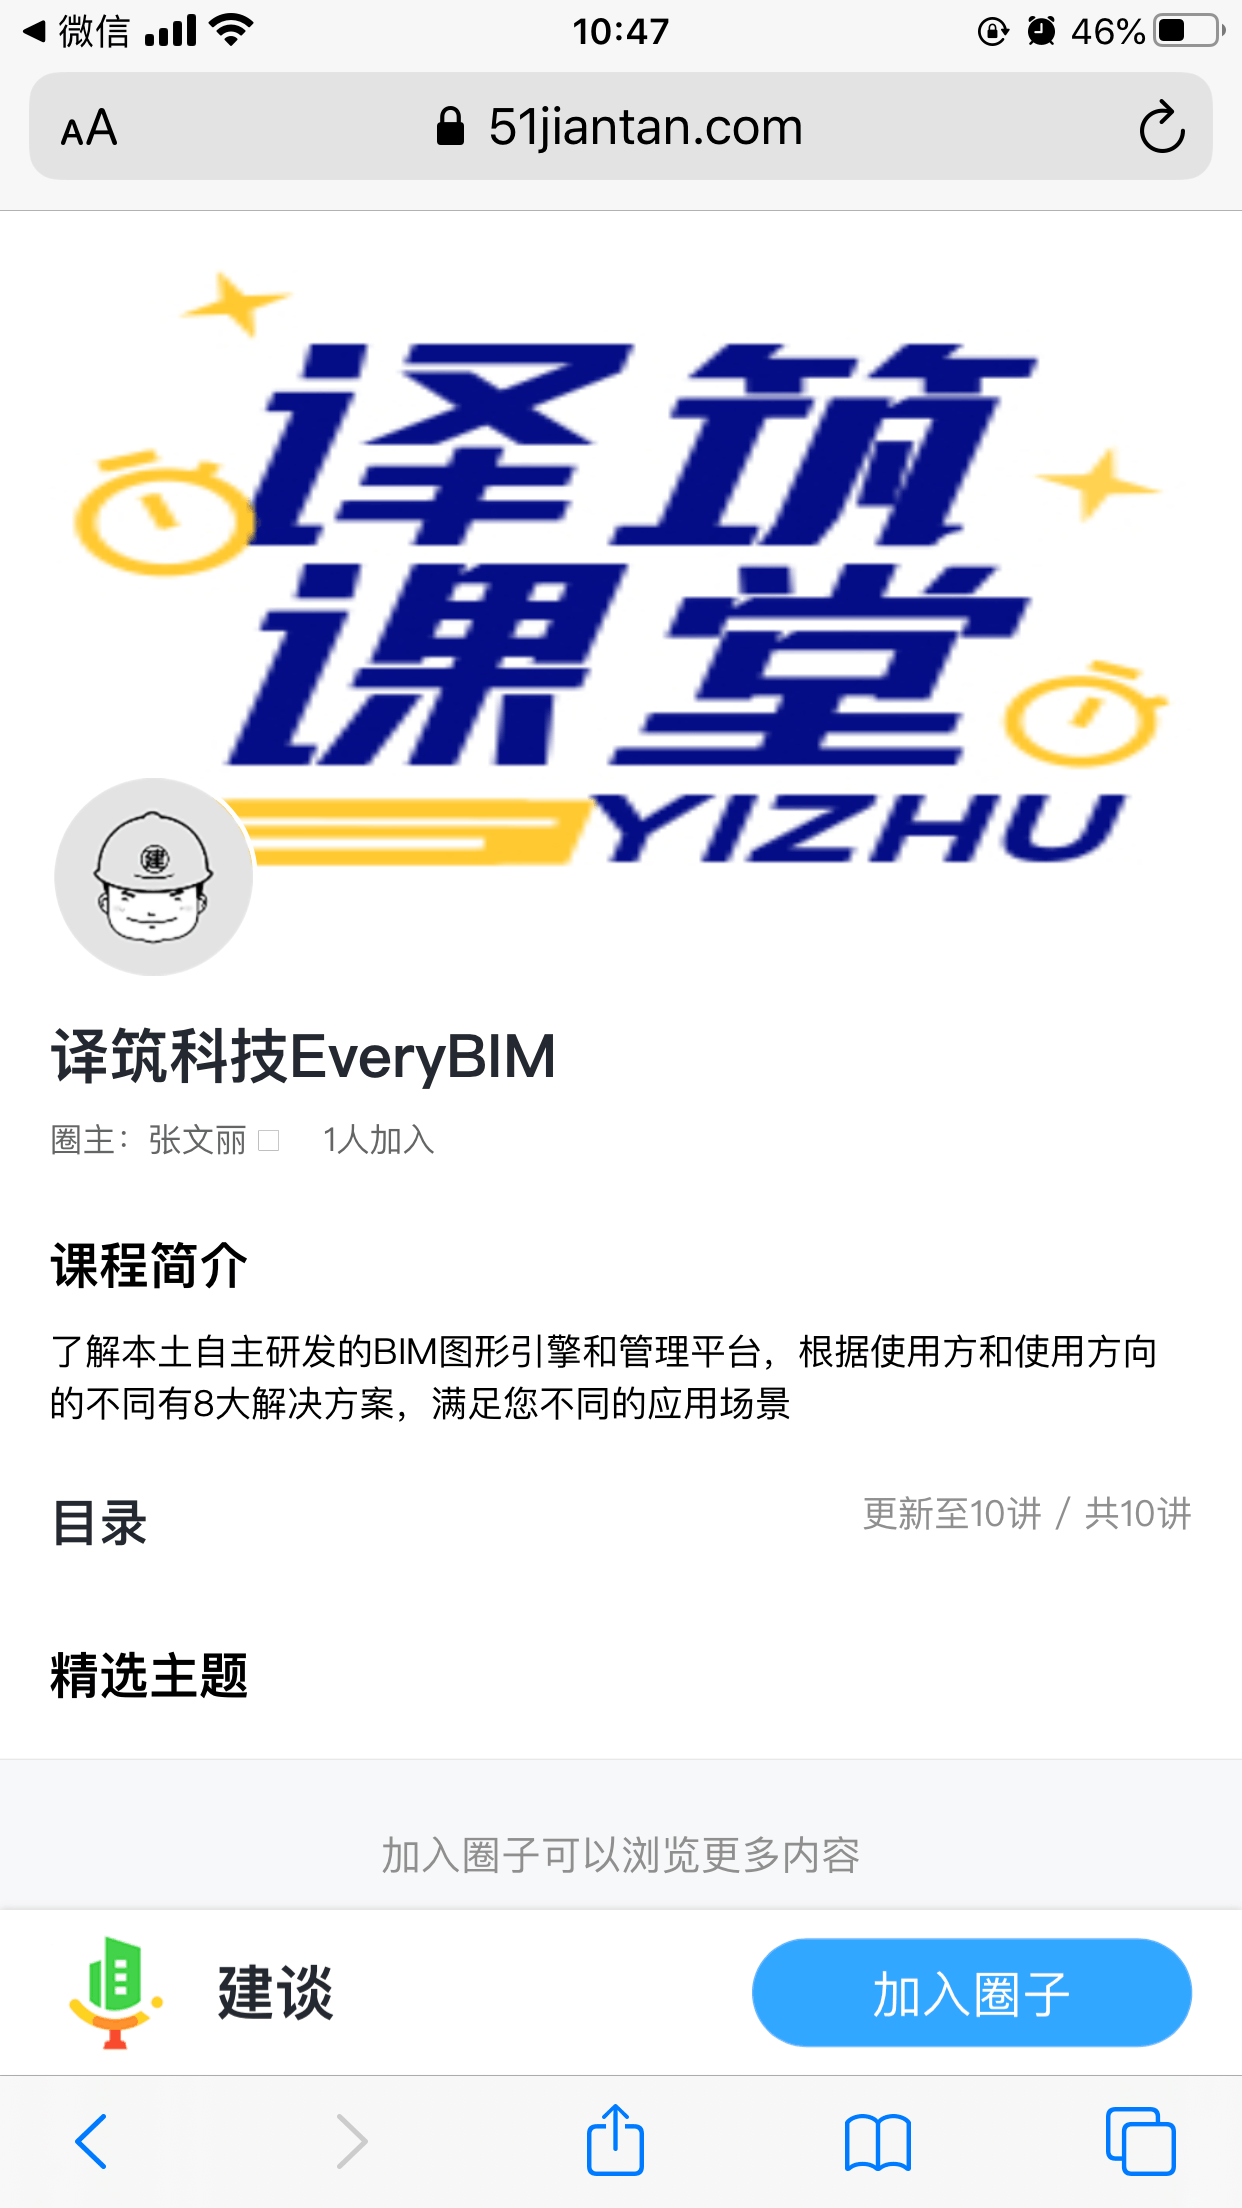 微信
10:47
46%
AA
51jiantan.com
译筑
课堂
YIZHU
建
译筑科技EveryBIM
圈主：张文丽 1人加入
课程简介
了解本土自主研发的BIM图形引擎和管理平台，根据使用方和使用方向
的不同有8大解决方案，满足您不同的应用场景
目录
更新至10讲 / 共10讲
精选主题
加入圈子可以浏览更多内容
建谈
加入圈子